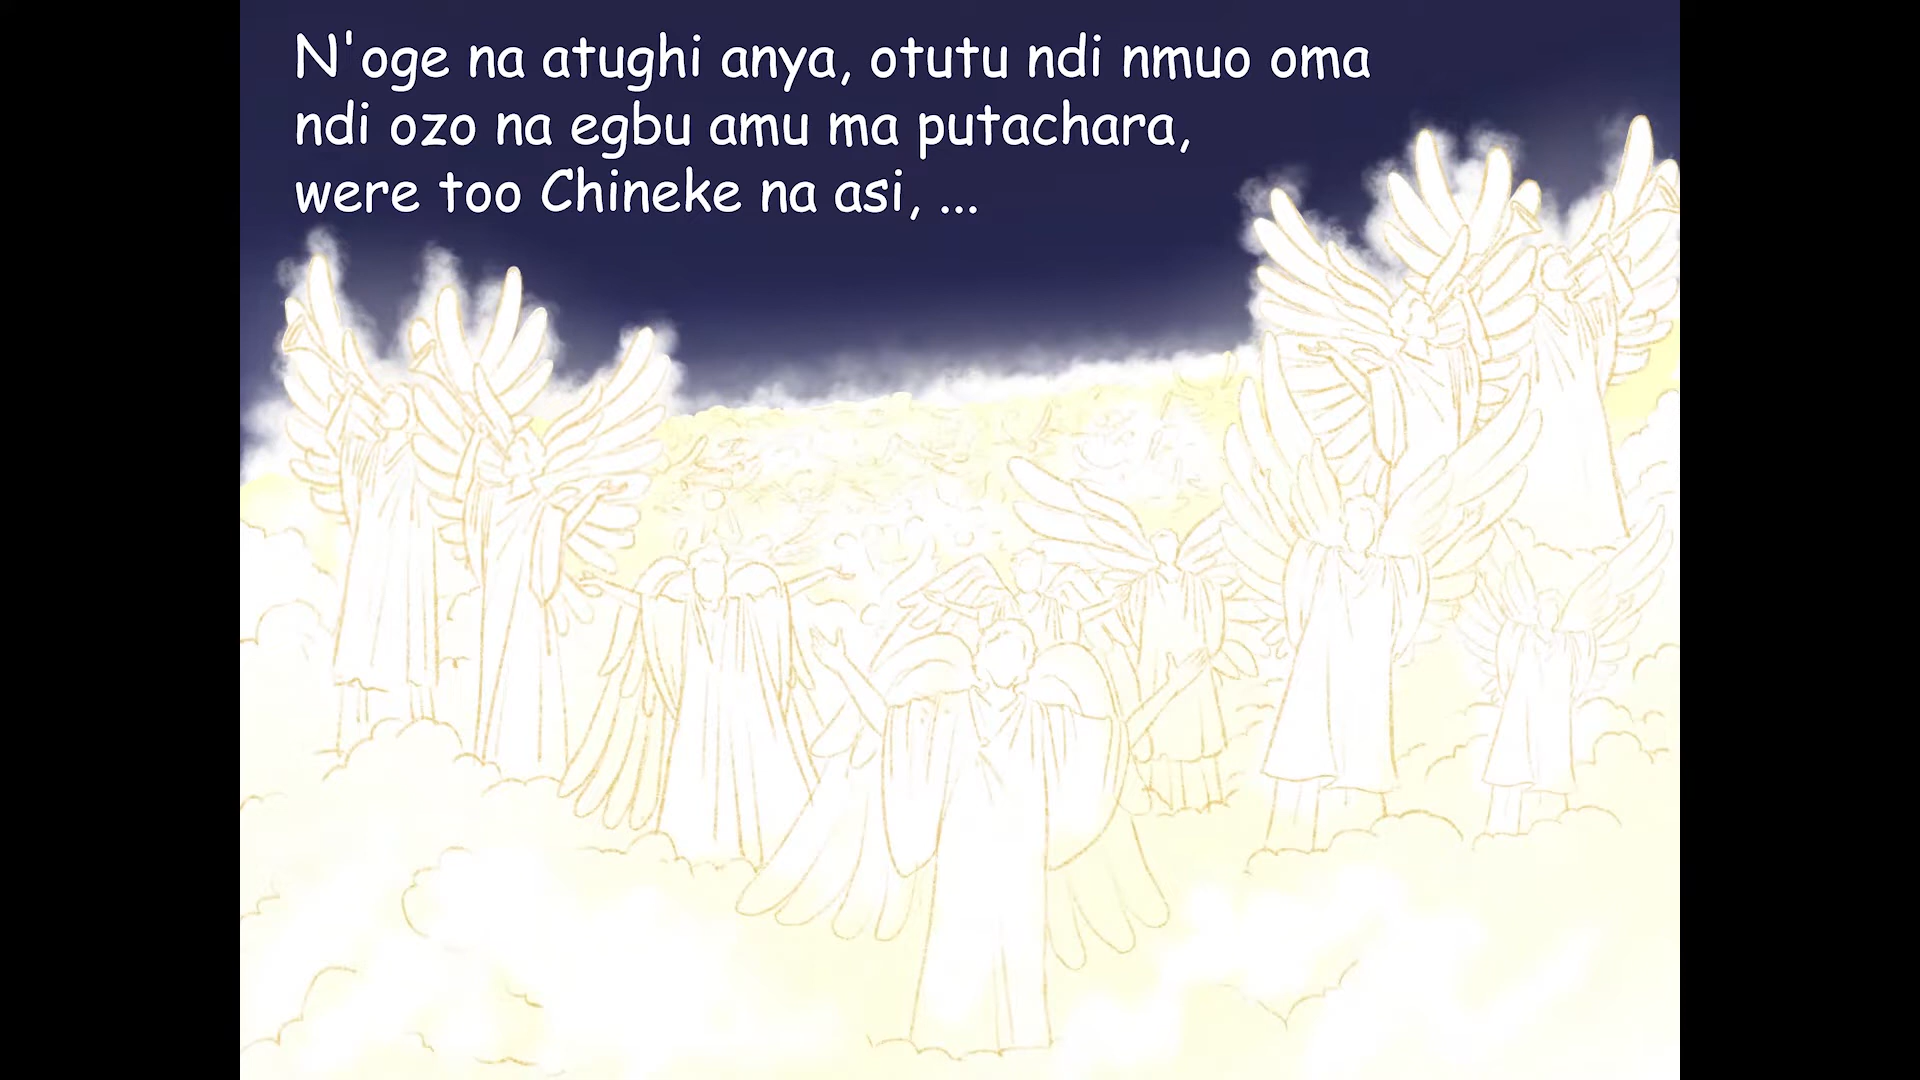 N'oge na atughi anya, otutu ndi nmuo oma
ndi ozo na egbu amu ma putachara,
were too Chineke na asi, ...